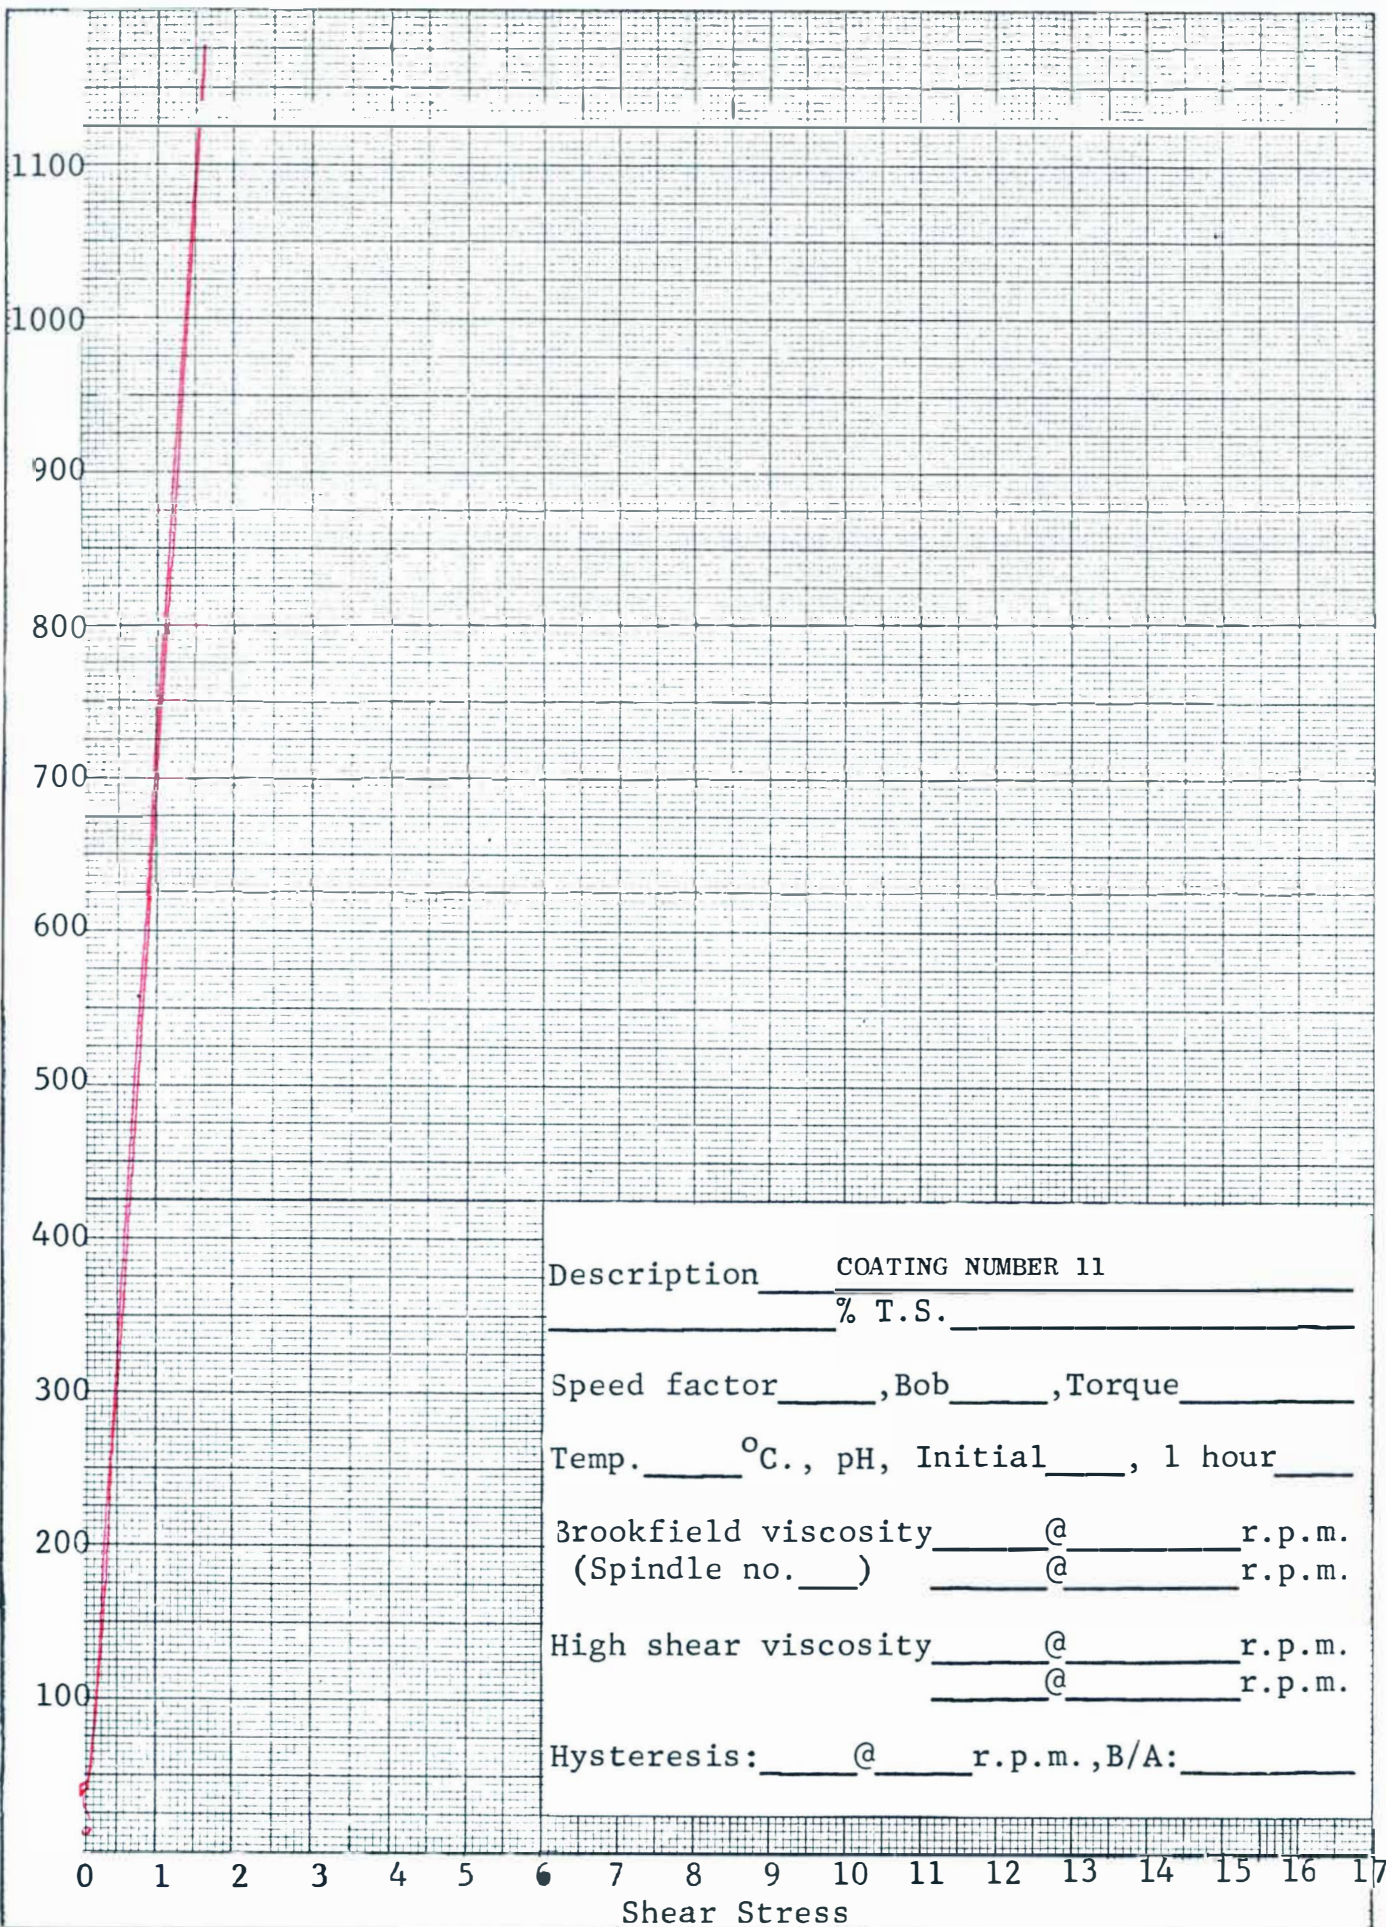 1100
1000
900
800
700
600
500
400
300
200
100
Description COATING NUMBER 11
% T.S.
Speed factor ,Bob ,Torque
Temp. °C., pH, Initial , 1 hour
Brookfield viscosity @ r.p.m.
(Spindle no. ) @ r.p.m.
High shear viscosity @ r.p.m.
@ r.p.m.
Hysteresis: @ r.p.m.,B/A:
0 1 2 3 4 5 6 7 8 9 10 11 12 13 14 15 16 17
Shear Stress